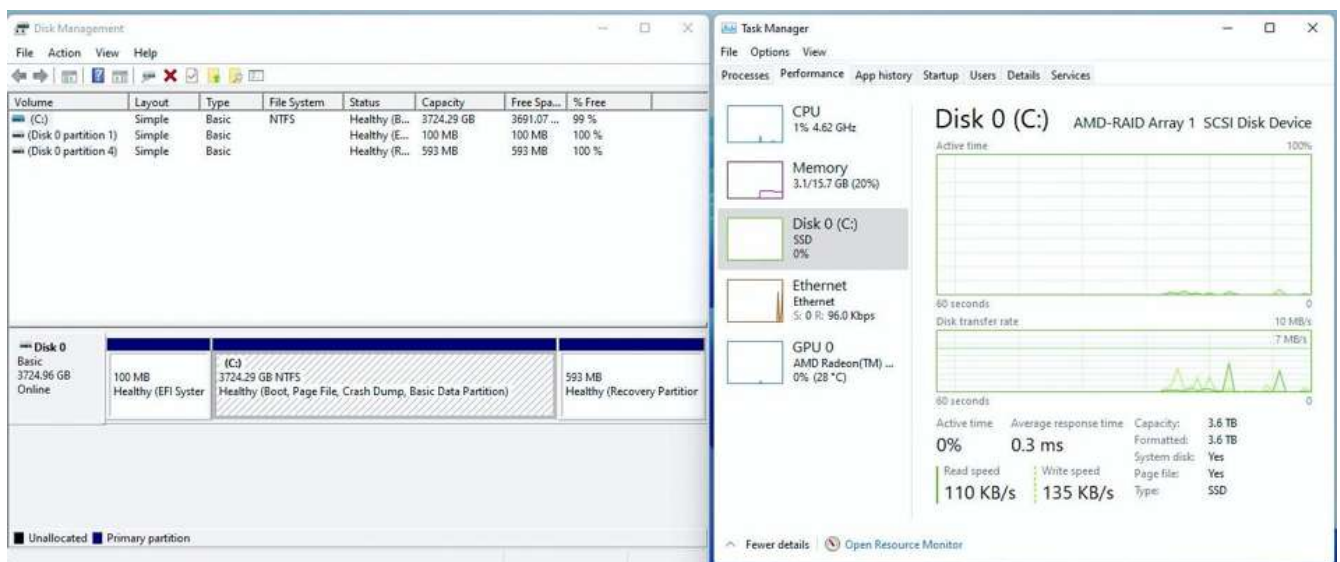 Disk Management
File Action View Help
Volume Layout Type File System Status Capacity Free Spa... % Free
(C:) Simple Basic NTFS Healthy (B... 3724.29 GB 3691.07 ... 99 %
(Disk 0 partition 1) Simple Basic Healthy (E... 100 MB 100 MB 100 %
(Disk 0 partition 4) Simple Basic Healthy (R... 593 MB 593 MB 100 %
Disk 0
Basic
3724.96 GB
Online
100 MB
Healthy (EFI Syster
(C:)
3724.29 GB NTFS
Healthy (Boot, Page File, Crash Dump, Basic Data Partition)
593 MB
Healthy (Recovery Partitior
Unallocated Primary partition
Task Manager
File Options View
Processes Performance App history Startup Users Details Services
CPU
1% 4.62 GHz
Memory
3.1/15.7 GB (20%)
Disk 0 (C:)
SSD
0%
Ethernet
Ethernet
S: 0 R: 96.0 Kbps
GPU 0
AMD Radeon(TM) ...
0% (28 °C)
Disk 0 (C:) AMD-RAID Array 1 SCSI Disk Device
Active time 100%
60 seconds 0
Disk transfer rate 10 MB/s
7 MB/s
60 seconds 0
Active time Average response time
0% 0.3 ms
Read speed Write speed
110 KB/s 135 KB/s
Capacity: 3.6 TB
Formatted: 3.6 TB
System disk: Yes
Page file: Yes
Type: SSD
Fewer details Open Resource Monitor